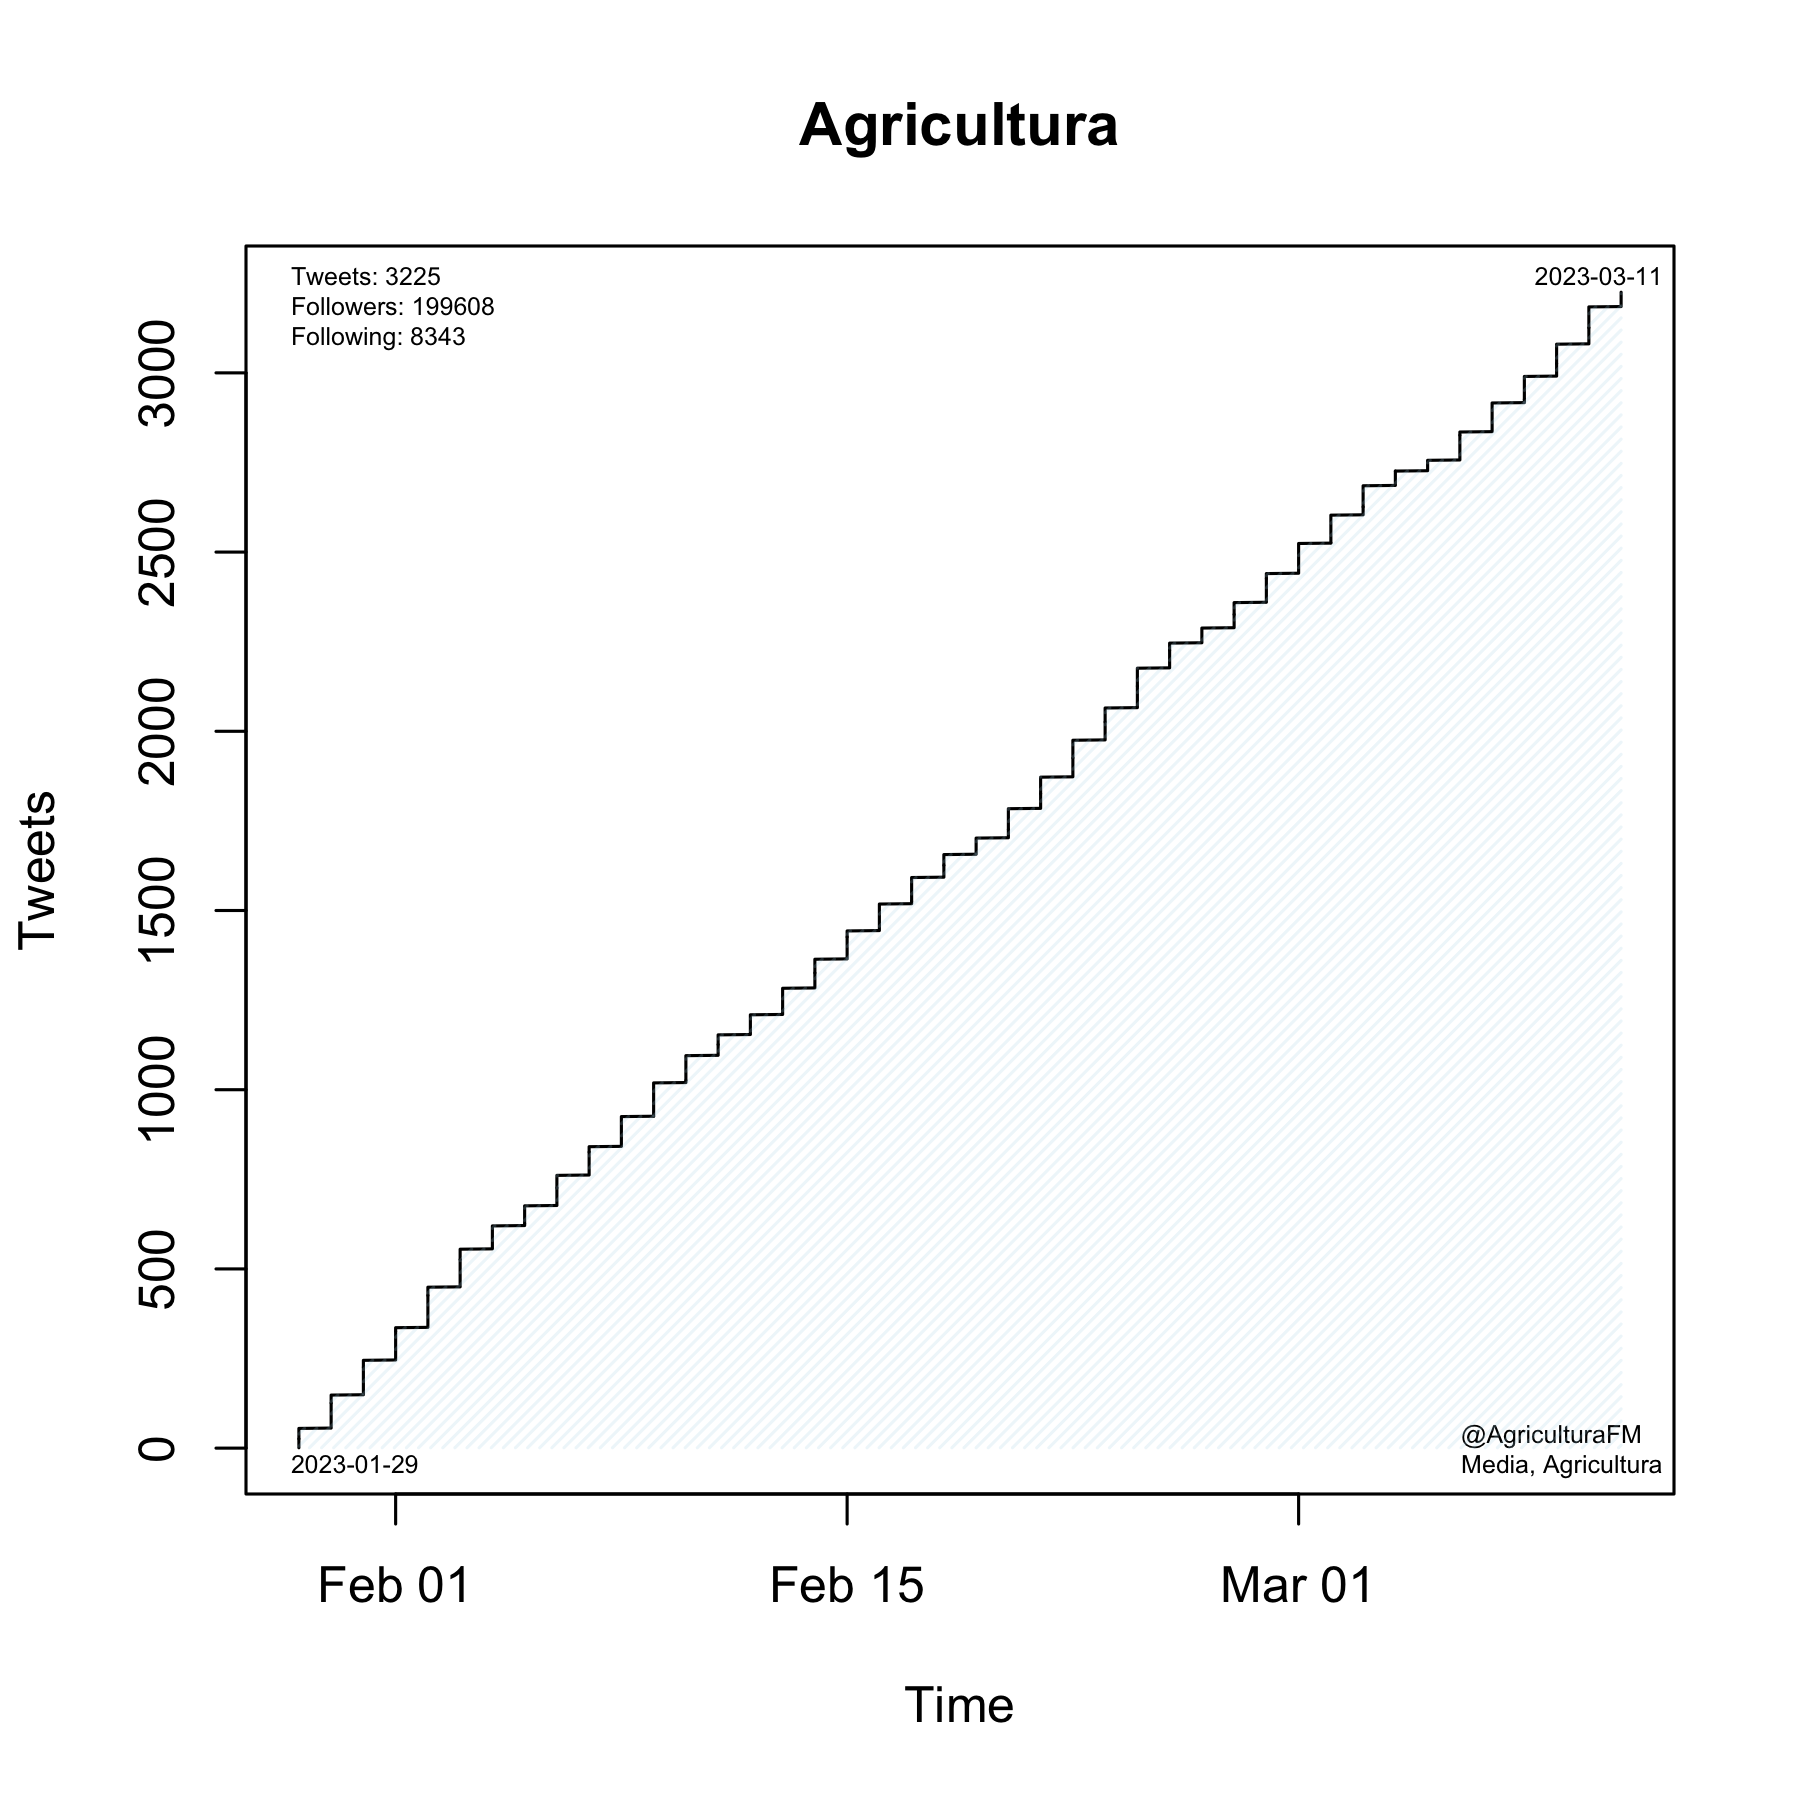 Agricultura
Tweets: 3225
Followers: 199608
Following: 8343
2023-03-11
3000
2500
2000
1500
1000
500
0
Tweets
@AgriculturaFM
Media, Agricultura
2023-01-29
Feb 01
Feb 15
Mar 01
Time